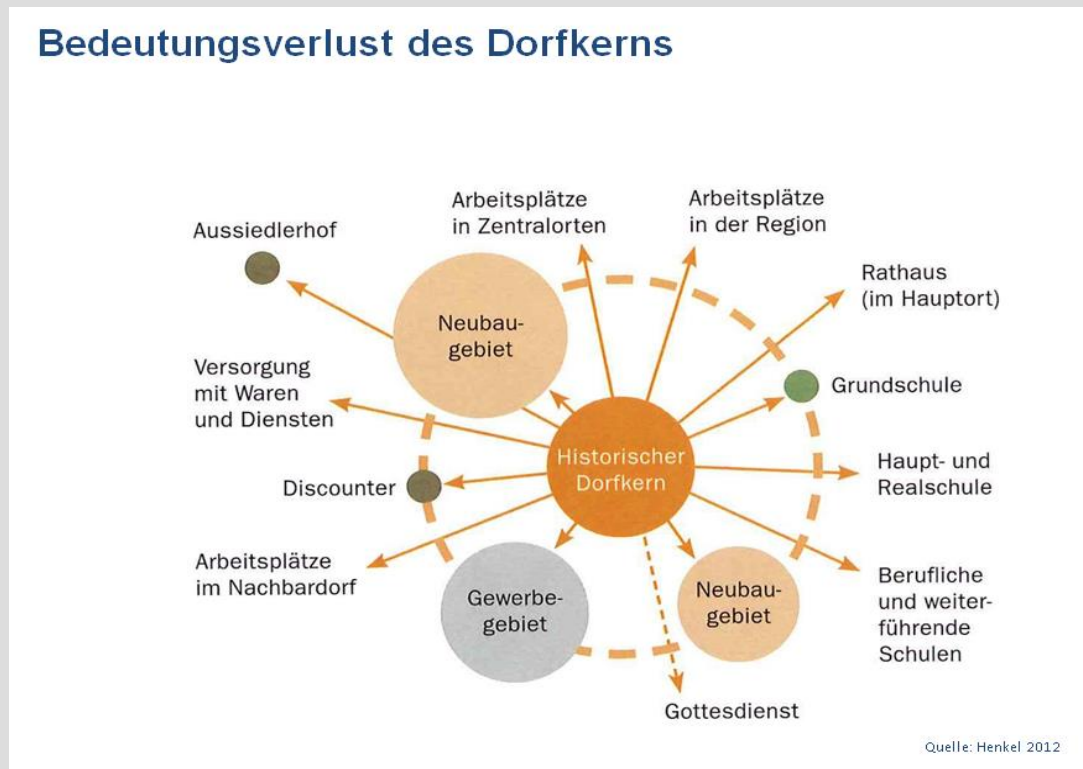 Bedeutungsverlust des Dorfkerns
Aussiedlerhof
Arbeitsplätze
in Zentralorten
Arbeitsplätze
in der Region
Rathaus
(im Hauptort)
Neubau-
gebiet
Versorgung
mit Waren
und Diensten
Grundschule
Historischer
Dorfkern
Haupt- und
Realschule
Discounter
Arbeitsplätze
im Nachbardorf
Gewerbe-
gebiet
Neubau-
gebiet
Berufliche
und weiter-
führende
Schulen
Gottesdienst
Quelle: Henkel 2012